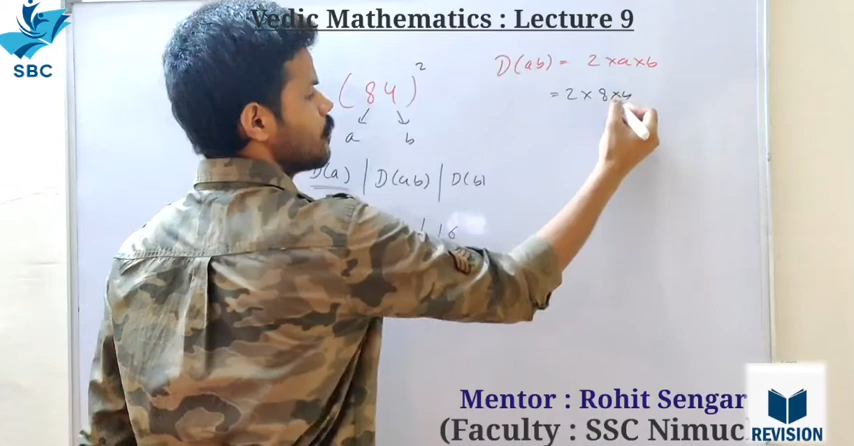 Vedic Mathematics : Lecture 9
SBC
(84)²
a b
D(a) | D(ab) | D(b)
16
D(ab) = 2 × a × b
= 2 × 8 × 4
Mentor : Rohit Sengar
(Faculty : SSC Nimuc
REVISION